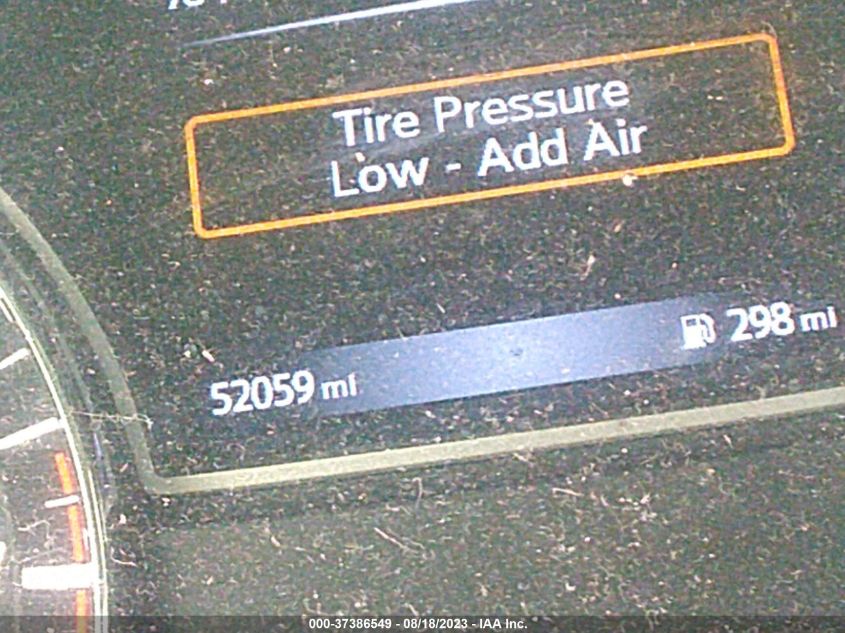 Tire Pressure
Low - Add Air
52059 mi
298 mi
000-37386549 - 08/18/2023 - IAA Inc.